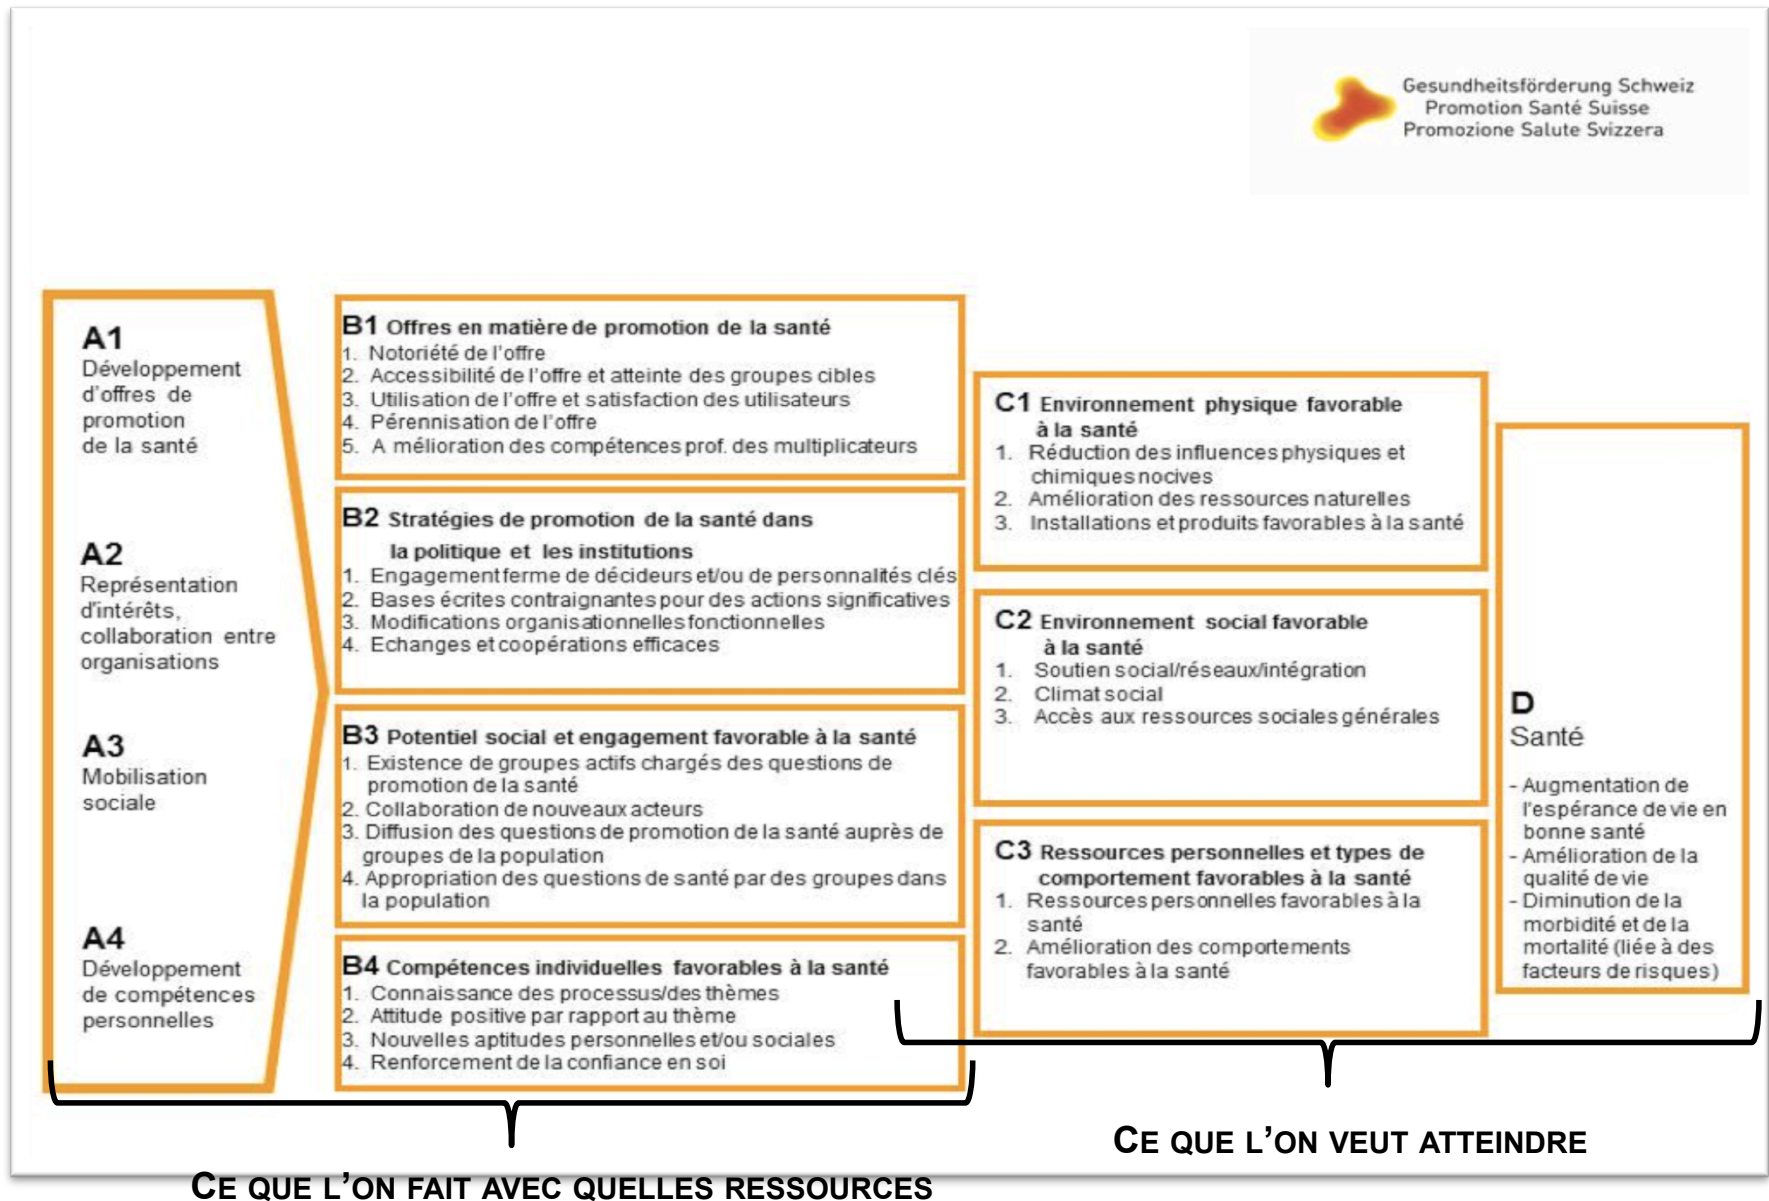 Gesundheitsförderung Schweiz
Promotion Santé Suisse
Promozione Salute Svizzera
A1
Développement
d'offres de
promotion
de la santé
A2
Représentation
d'intérêts,
collaboration entre
organisations
A3
Mobilisation
sociale
A4
Développement
de compétences
personnelles
B1 Offres en matière de promotion de la santé
1. Notoriété de l'offre
2. Accessibilité de l'offre et atteinte des groupes cibles
3. Utilisation de l'offre et satisfaction des utilisateurs
4. Pérennisation de l'offre
5. A mélioration des compétences prof. des multiplicateurs
B2 Stratégies de promotion de la santé dans
la politique et les institutions
1. Engagement ferme de décideurs et/ou de personnalités clés
2. Bases écrites contraignantes pour des actions significatives
3. Modifications organisationnelles fonctionnelles
4. Echanges et coopérations efficaces
B3 Potentiel social et engagement favorable à la santé
1. Existence de groupes actifs chargés des questions de
promotion de la santé
2. Collaboration de nouveaux acteurs
3. Diffusion des questions de promotion de la santé auprès de
groupes de la population
4. Appropriation des questions de santé par des groupes dans
la population
B4 Compétences individuelles favorables à la santé
1. Connaissance des processus/des thèmes
2. Attitude positive par rapport au thème
3. Nouvelles aptitudes personnelles et/ou sociales
4. Renforcement de la confiance en soi
C1 Environnement physique favorable
à la santé
1. Réduction des influences physiques et
chimiques nocives
2. Amélioration des ressources naturelles
3. Installations et produits favorables à la santé
C2 Environnement social favorable
à la santé
1. Soutien social/réseaux/intégration
2. Climat social
3. Accès aux ressources sociales générales
C3 Ressources personnelles et types de
comportement favorables à la santé
1. Ressources personnelles favorables à la
santé
2. Amélioration des comportements
favorables à la santé
D
Santé
- Augmentation de
l'espérance de vie en
bonne santé
- Amélioration de la
qualité de vie
- Diminution de la
morbidité et de la
mortalité (liée à des
facteurs de risques)
CE QUE L'ON VEUT ATTEINDRE
CE QUE L'ON FAIT AVEC QUELLES RESSOURCES